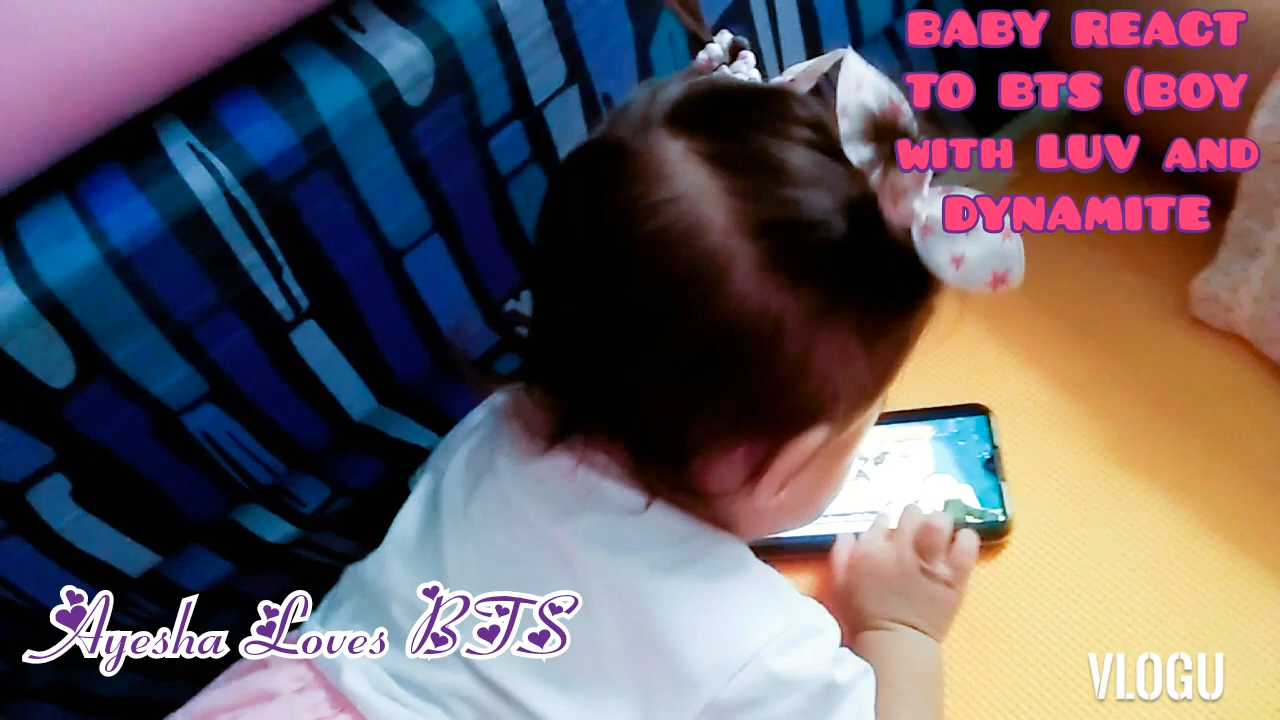 BABY REACT
TO BTS (BOY
WITH LUV AND
DYNAMITE
Ayesha Loves BTS
VLOGU